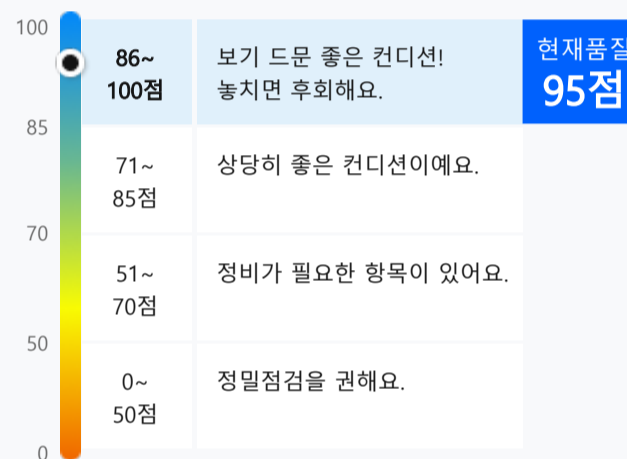 100
86~
100점
보기 드문 좋은 컨디션!
놓치면 후회해요.
현재품질
95점
85
71~
85점
상당히 좋은 컨디션이예요.
70
51~
70점
정비가 필요한 항목이 있어요.
50
0~
50점
정밀점검을 권해요.
0